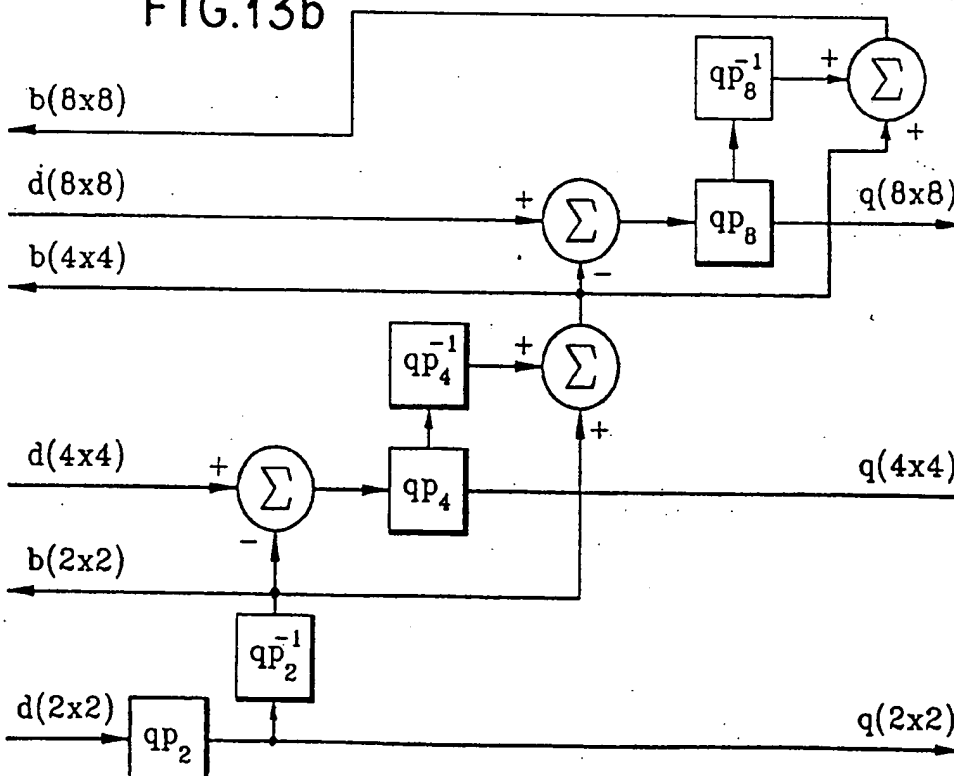 FIG.13b
b(8x8)
qp₈⁻¹
+
Σ
+
d(8x8)
+
Σ
qp₈
q(8x8)
−
b(4x4)
qp₄⁻¹
+
Σ
+
d(4x4)
+
Σ
qp₄
q(4x4)
−
b(2x2)
qp₂⁻¹
d(2x2)
qp₂
q(2x2)